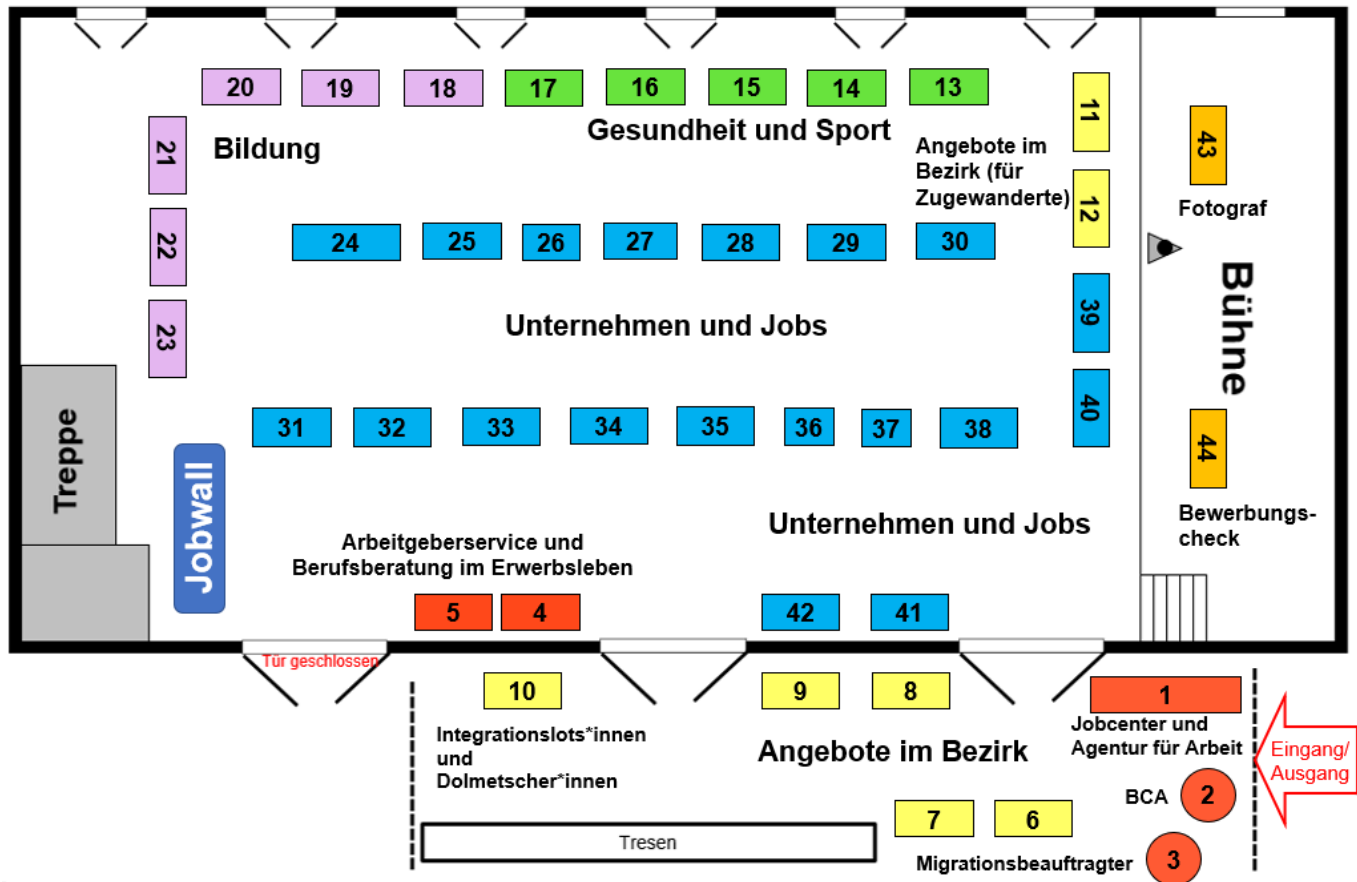 20
19
18
17
16
15
14
13
11
43
21
Bildung
Gesundheit und Sport
Angebote im
Bezirk (für
Zugewanderte)
12
Fotograf
22
24
25
26
27
28
29
30
Bühne
23
Unternehmen und Jobs
39
Treppe
31
32
33
34
35
36
37
38
40
44
Jobwall
Unternehmen und Jobs
Bewerbungs-
check
Arbeitgeberservice und
Berufsberatung im Erwerbsleben
5
4
42
41
Tür geschlossen
10
9
8
1
Integrationslots*innen
und
Dolmetscher*innen
Angebote im Bezirk
Jobcenter und
Agentur für Arbeit
Eingang/
Ausgang
BCA
2
7
6
Tresen
Migrationsbeauftragter
3